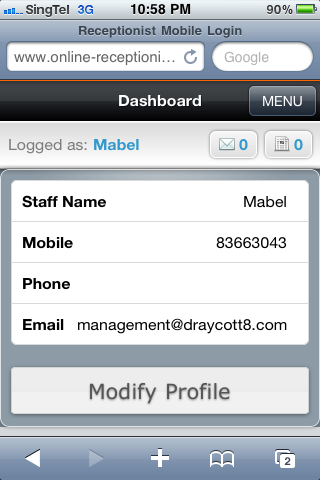 SingTel 3G 10:58 PM 90%
Receptionist Mobile Login
www.online-receptioni... Google
Dashboard MENU
Logged as: Mabel 0 0
Staff Name Mabel
Mobile 83663043
Phone
Email management@draycott8.com
Modify Profile
2